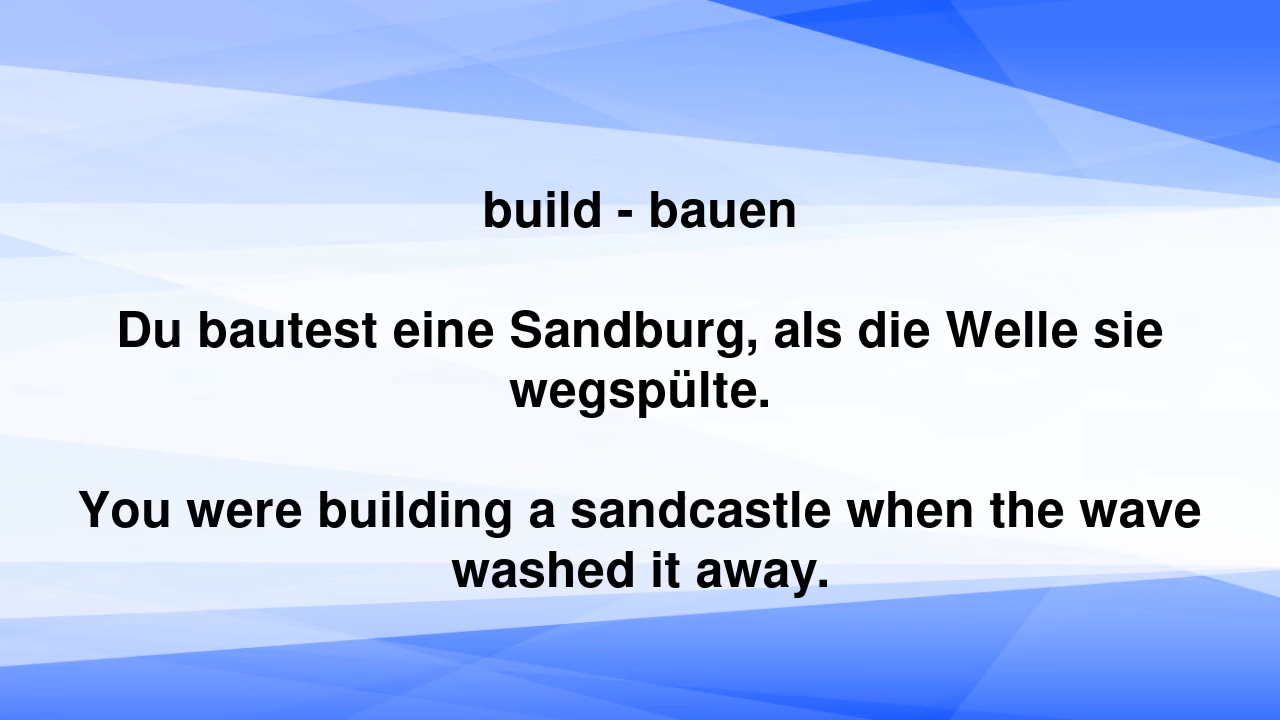 build - bauen
Du bautest eine Sandburg, als die Welle sie
wegspülte.
You were building a sandcastle when the wave
washed it away.